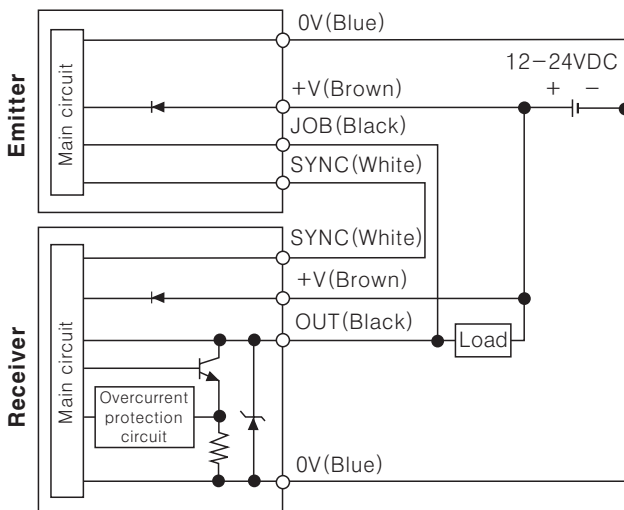 Emitter
Main circuit
0V(Blue)
12-24VDC
+ -
+V(Brown)
JOB(Black)
SYNC(White)
Receiver
Main circuit
SYNC(White)
+V(Brown)
OUT(Black)
Load
Overcurrent
protection
circuit
0V(Blue)